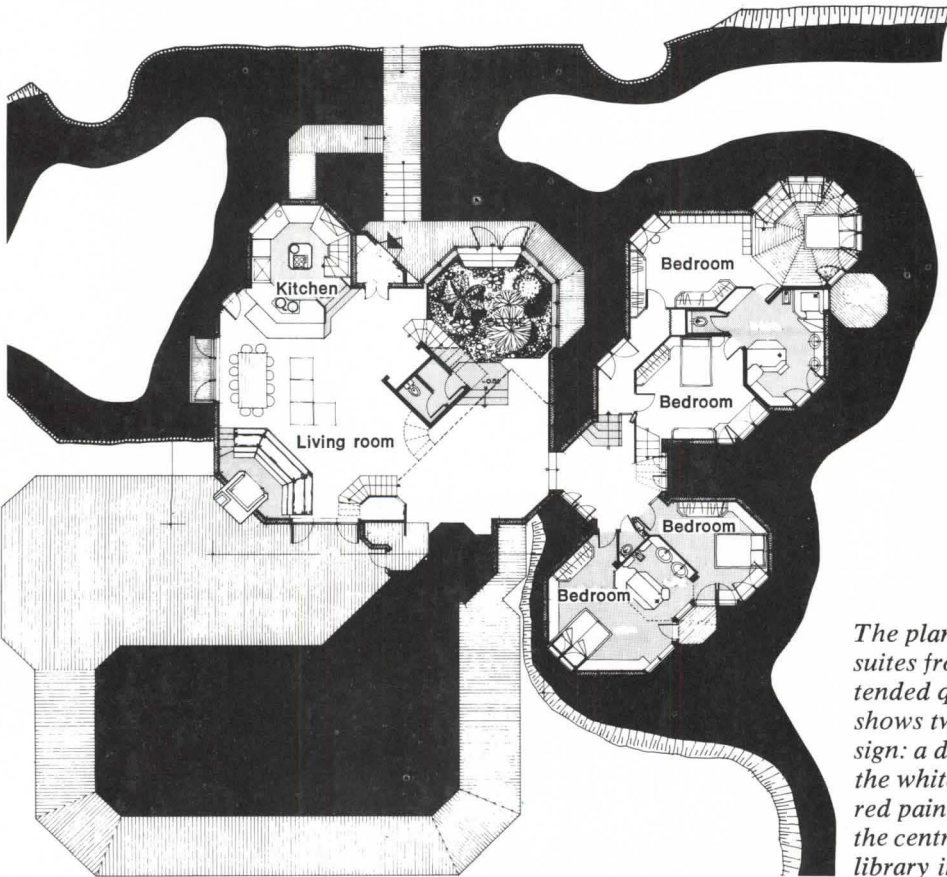 Kitchen
Bedroom
Bedroom
Living room
Bedroom
Bedroom
The plan
suites fro
tended q
shows tw
sign: a d
the white
red pain
the centr
library i